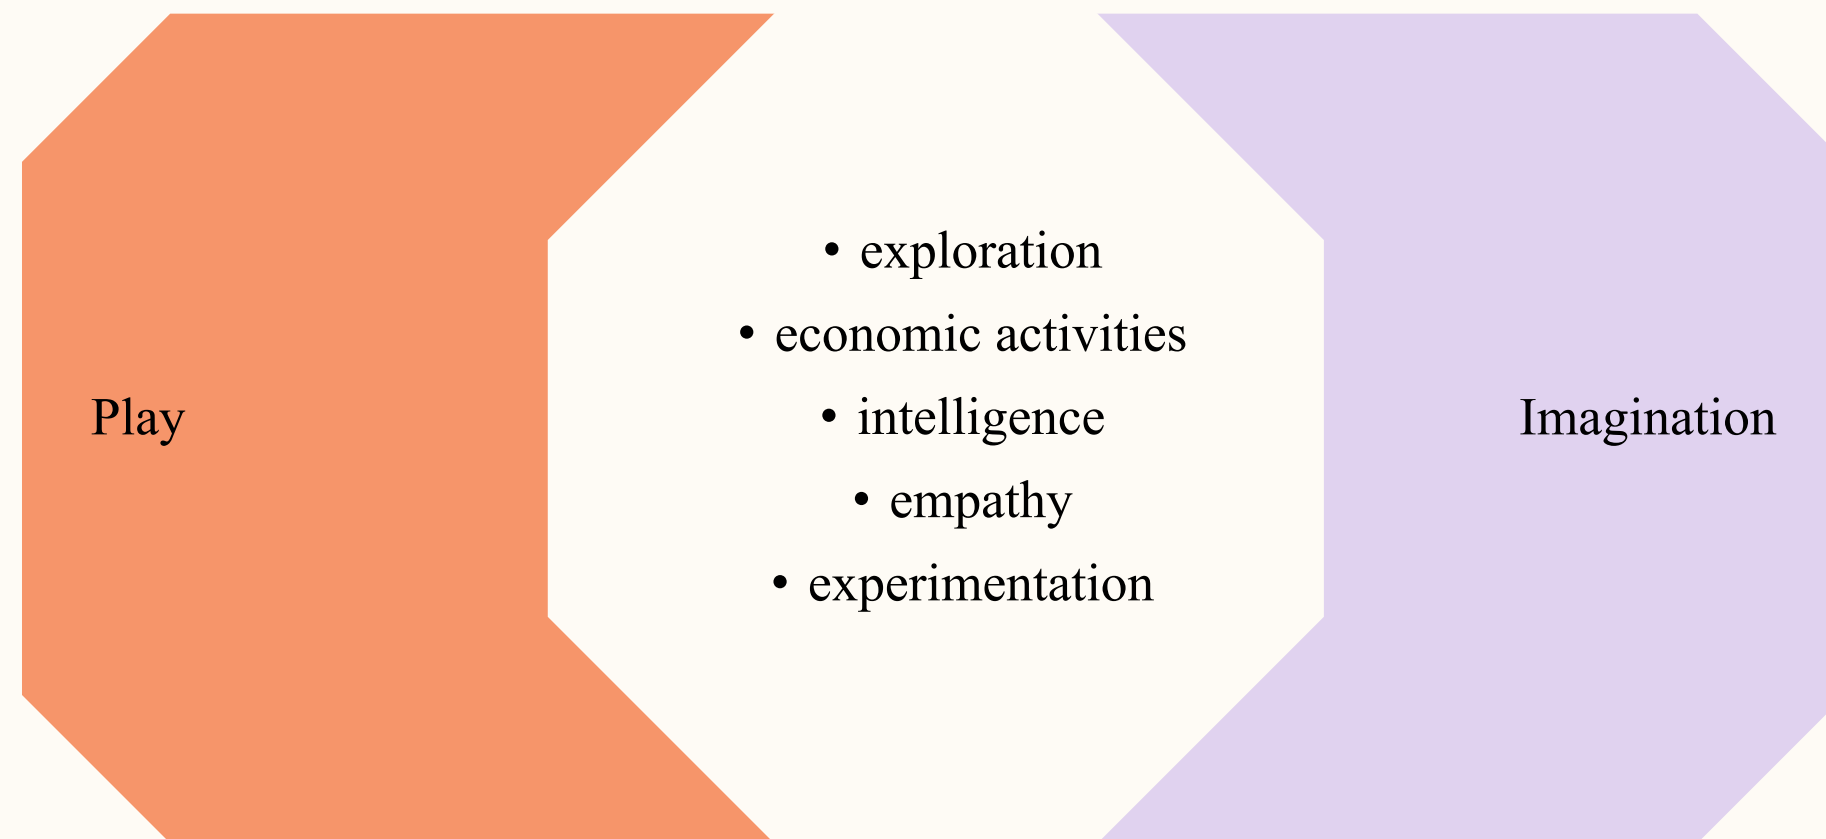 • exploration
• economic activities
Play
• intelligence
Imagination
• empathy
• experimentation